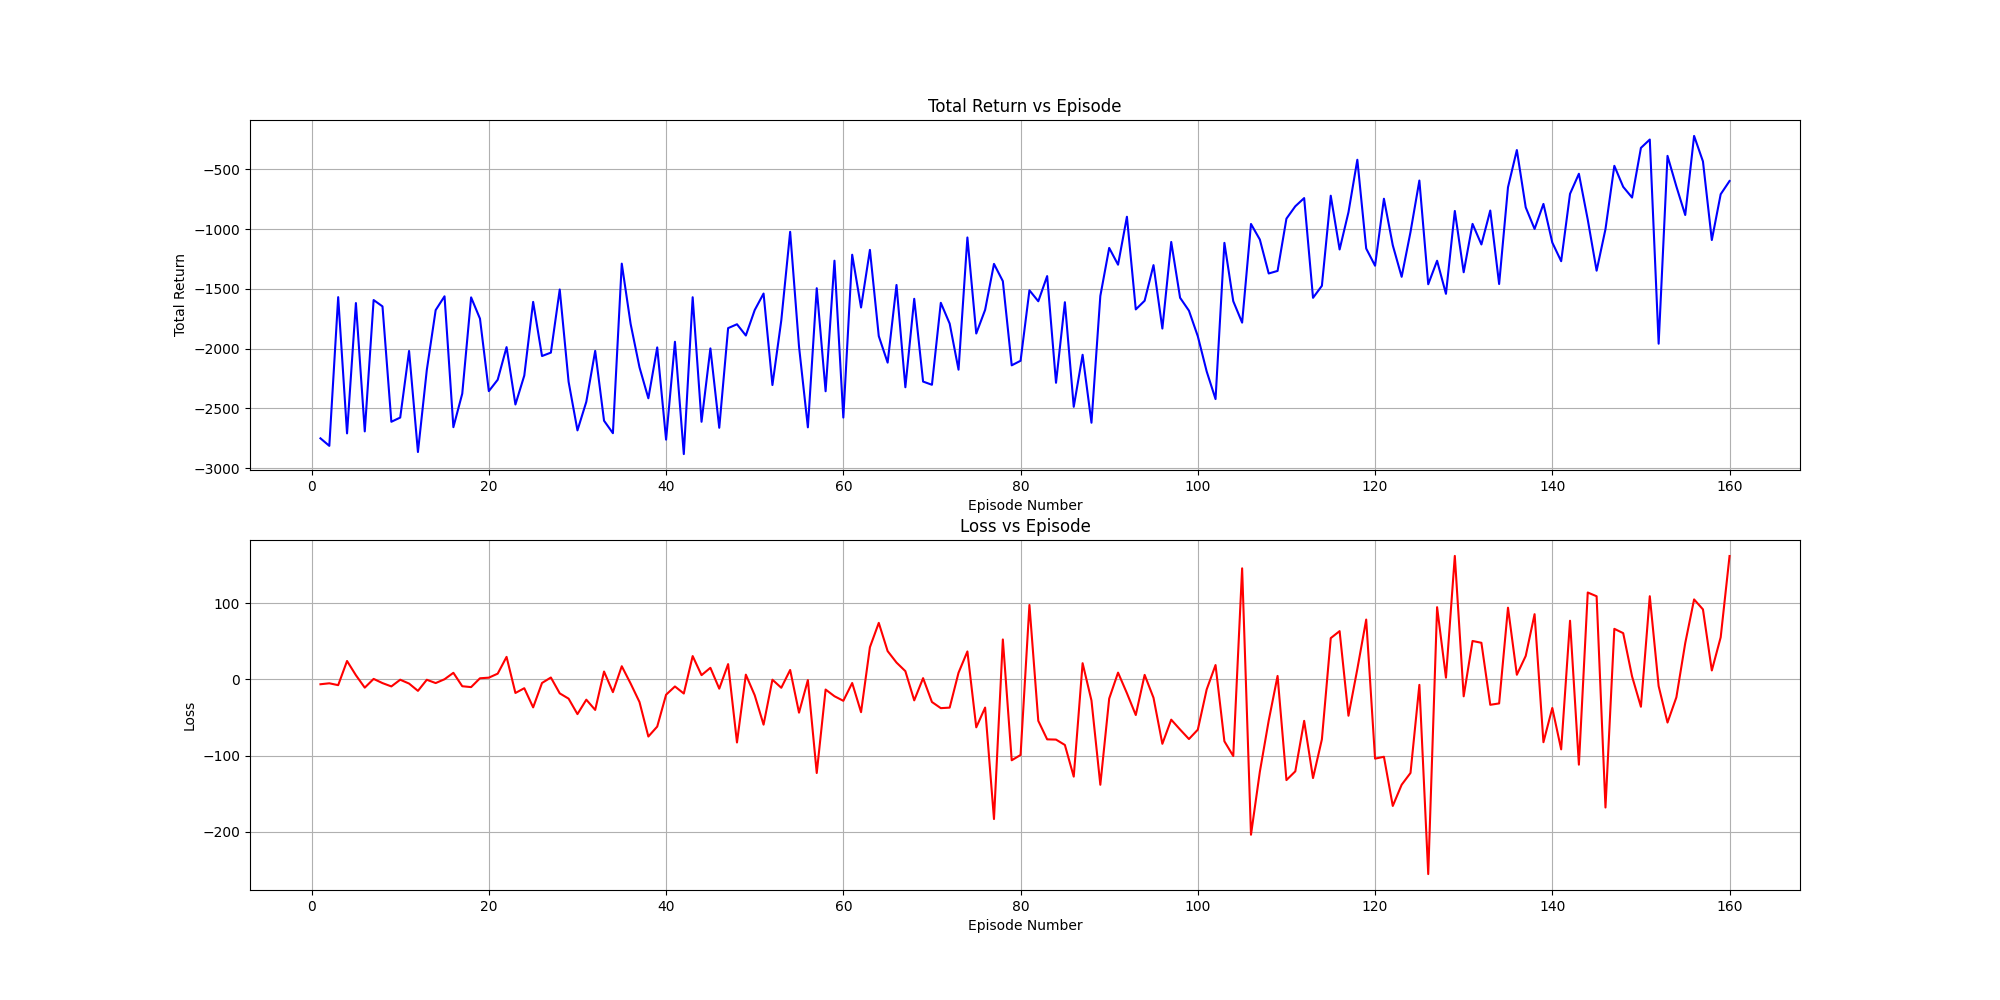 Total Return vs Episode
Total Return
−500
−1000
−1500
−2000
−2500
−3000
0 20 40 60 80 100 120 140 160
Episode Number
Loss vs Episode
Loss
100
0
−100
−200
0 20 40 60 80 100 120 140 160
Episode Number